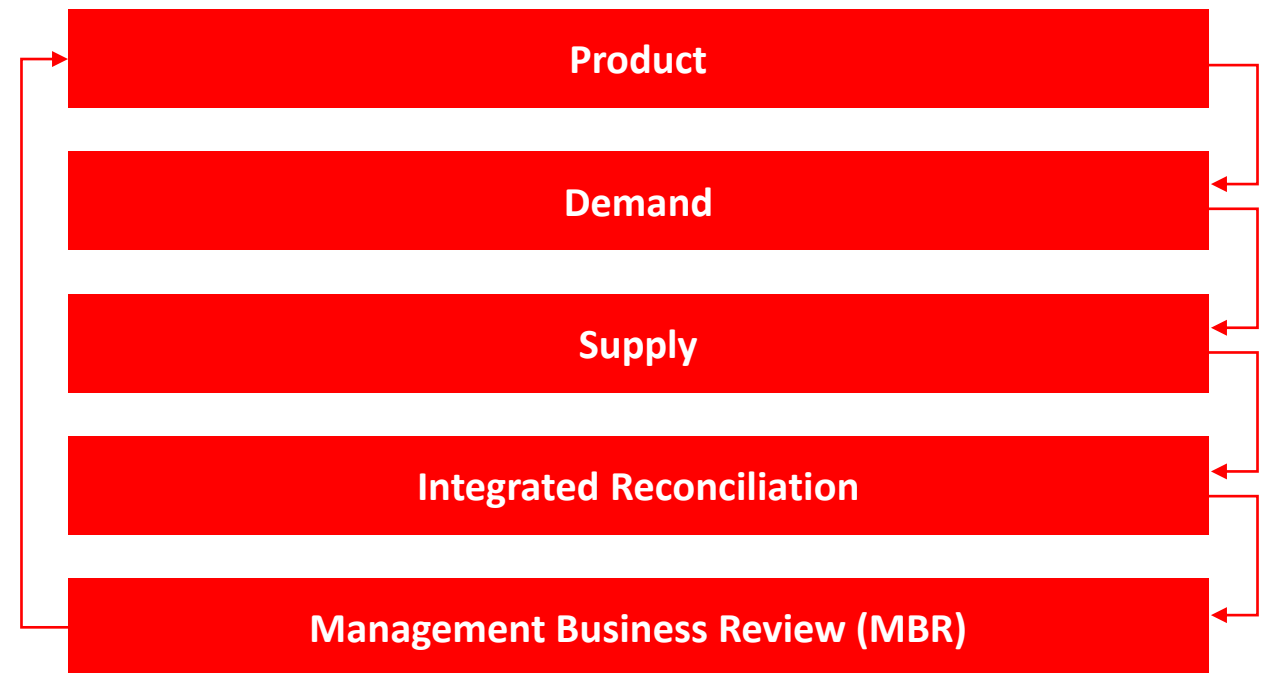 Product
Demand
Supply
Integrated Reconciliation
Management Business Review (MBR)